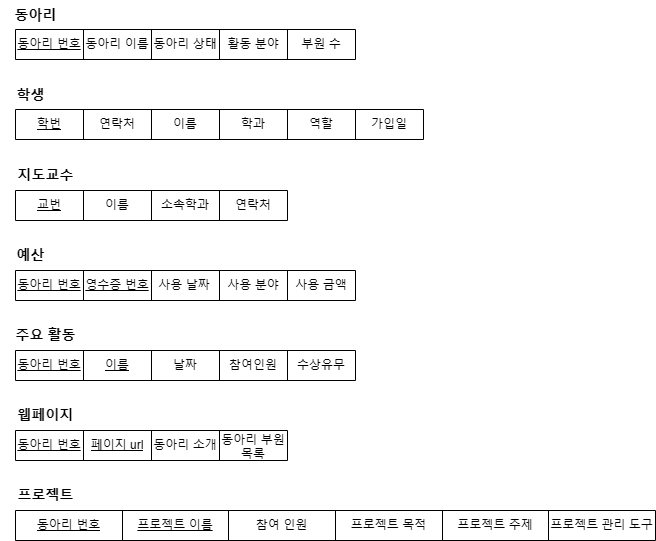 동아리
동아리 번호 동아리 이름 동아리 상태 활동 분야 부원 수
학생
학번 연락처 이름 학과 역할 가입일
지도교수
교번 이름 소속학과 연락처
예산
동아리 번호 영수증 번호 사용 날짜 사용 분야 사용 금액
주요 활동
동아리 번호 이름 날짜 참여인원 수상유무
웹페이지
동아리 번호 페이지 url 동아리 소개 동아리 부원
목록
프로젝트
동아리 번호 프로젝트 이름 참여 인원 프로젝트 목적 프로젝트 주제 프로젝트 관리 도구